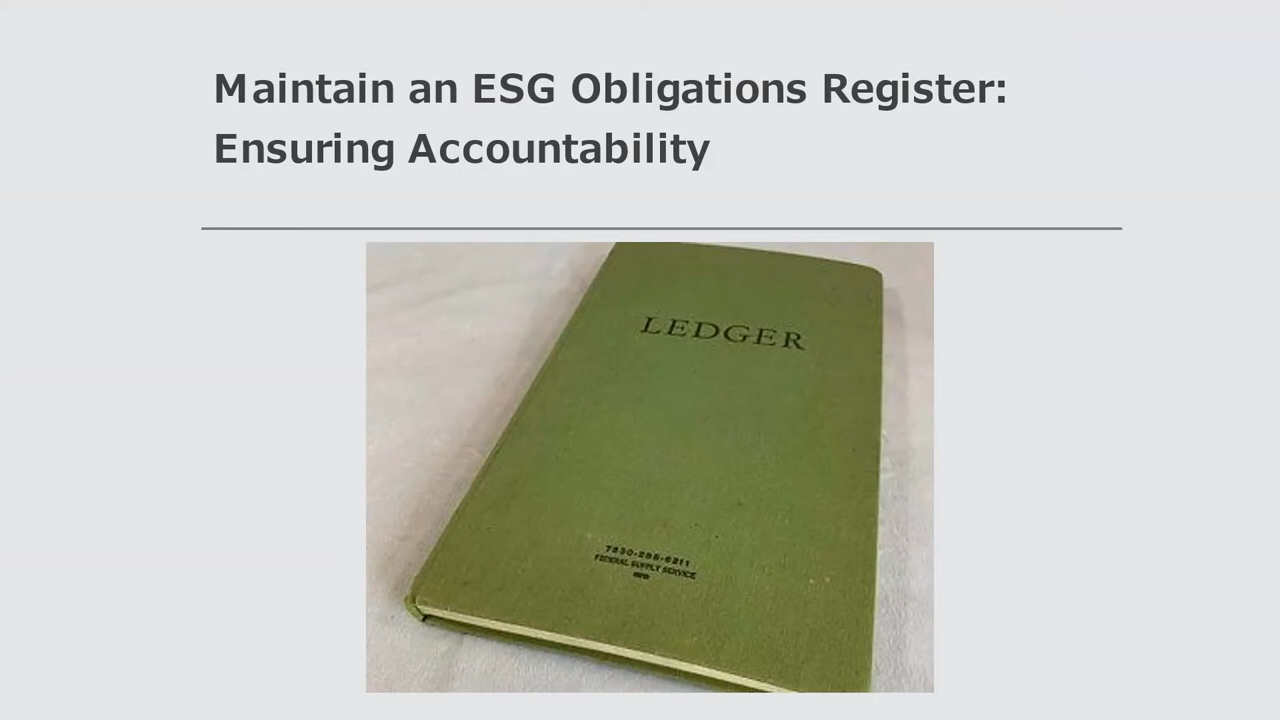 Maintain an ESG Obligations Register:
Ensuring Accountability
LEDGER
FEDERAL SUPPLY SERVICE